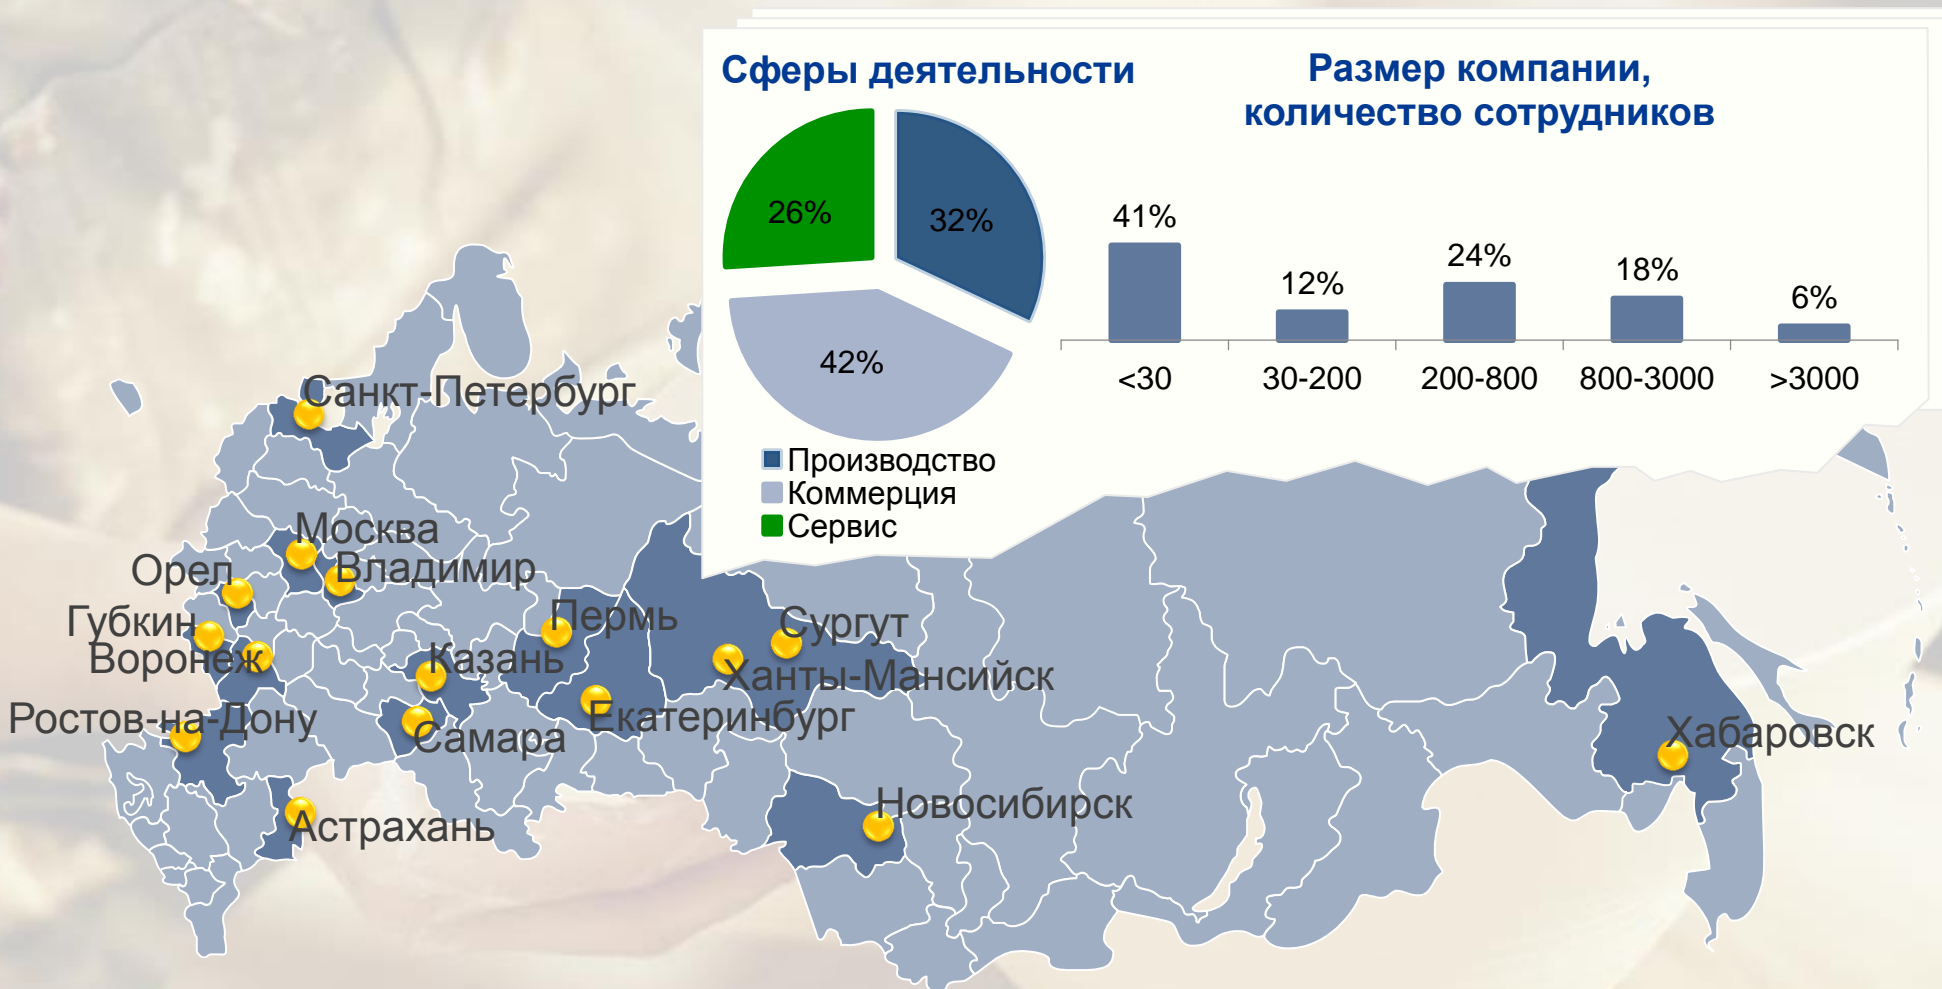 Сферы деятельности
26%
32%
42%
Производство
Коммерция
Сервис
Размер компании,
количество сотрудников
41%
12%
24%
18%
6%
<30
30-200
200-800
800-3000
>3000
Санкт-Петербург
Москва
Владимир
Орел
Губкин
Воронеж
Ростов-на-Дону
Астрахань
Казань
Самара
Пермь
Екатеринбург
Сургут
Ханты-Мансийск
Новосибирск
Хабаровск